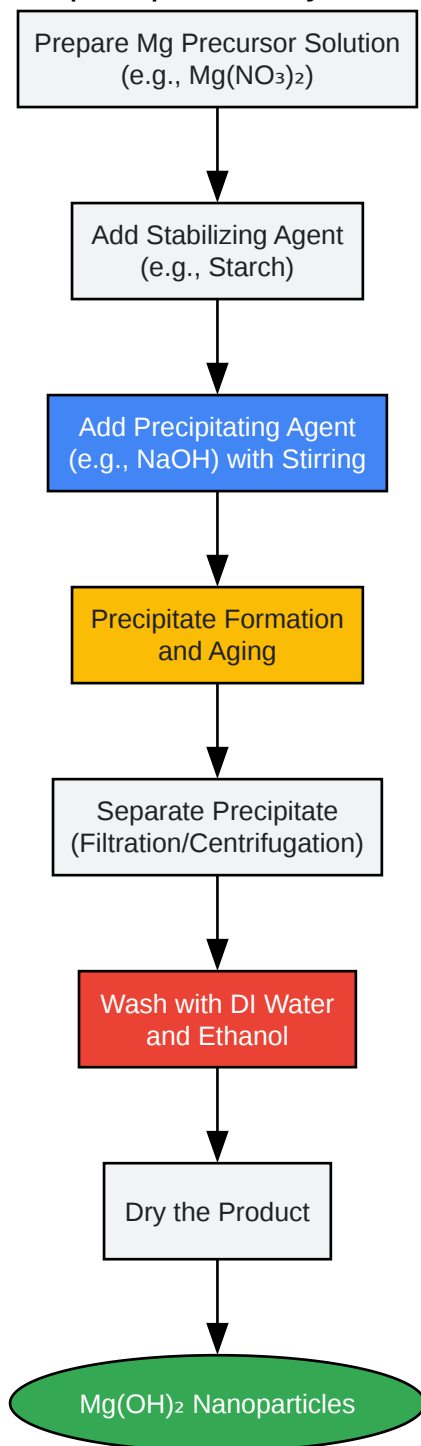 Prepare Mg Precursor Solution
(e.g., Mg(NO₃)₂)
Add Stabilizing Agent
(e.g., Starch)
Add Precipitating Agent
(e.g., NaOH) with Stirring
Precipitate Formation
and Aging
Separate Precipitate
(Filtration/Centrifugation)
Wash with DI Water
and Ethanol
Dry the Product
Mg(OH)₂ Nanoparticles